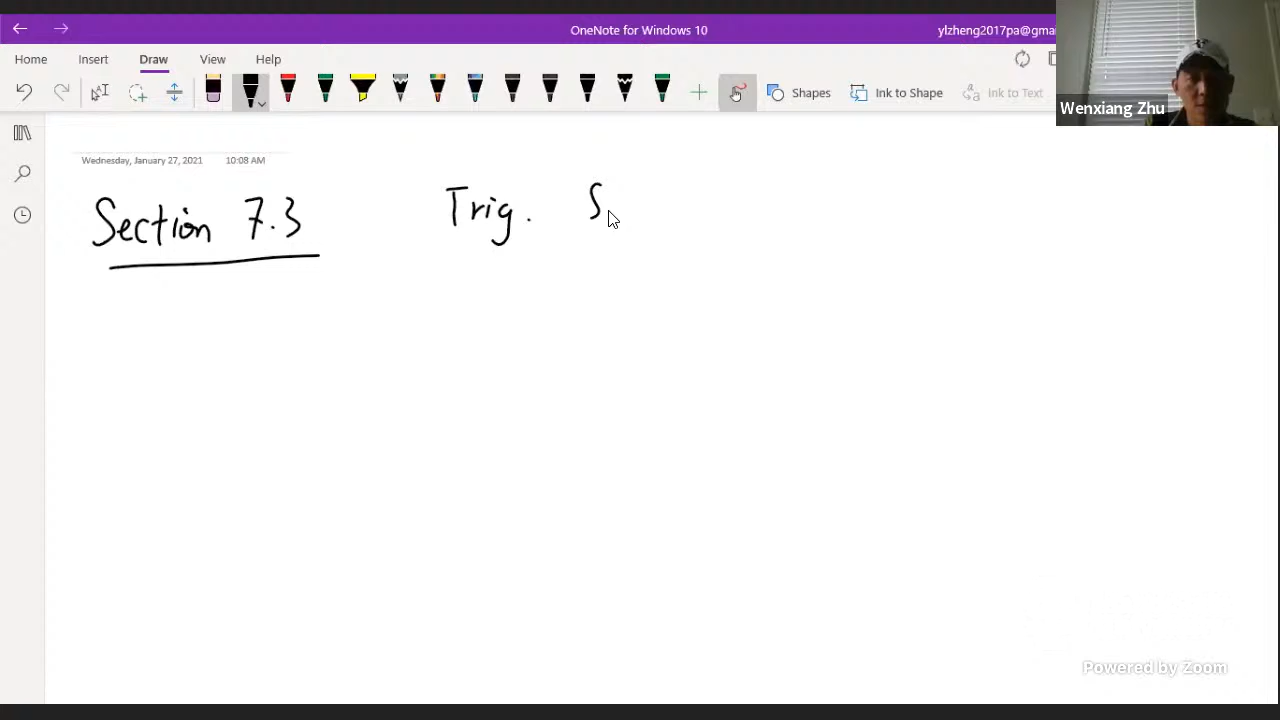 OneNote for Windows 10
ylzheng2017pa@gma
Home Insert Draw View Help
Shapes Ink to Shape Ink to Text
Wenxiang Zhu
Wednesday, January 27, 2021 10:08 AM
Section 7.3 Trig. S
Powered by Zoom